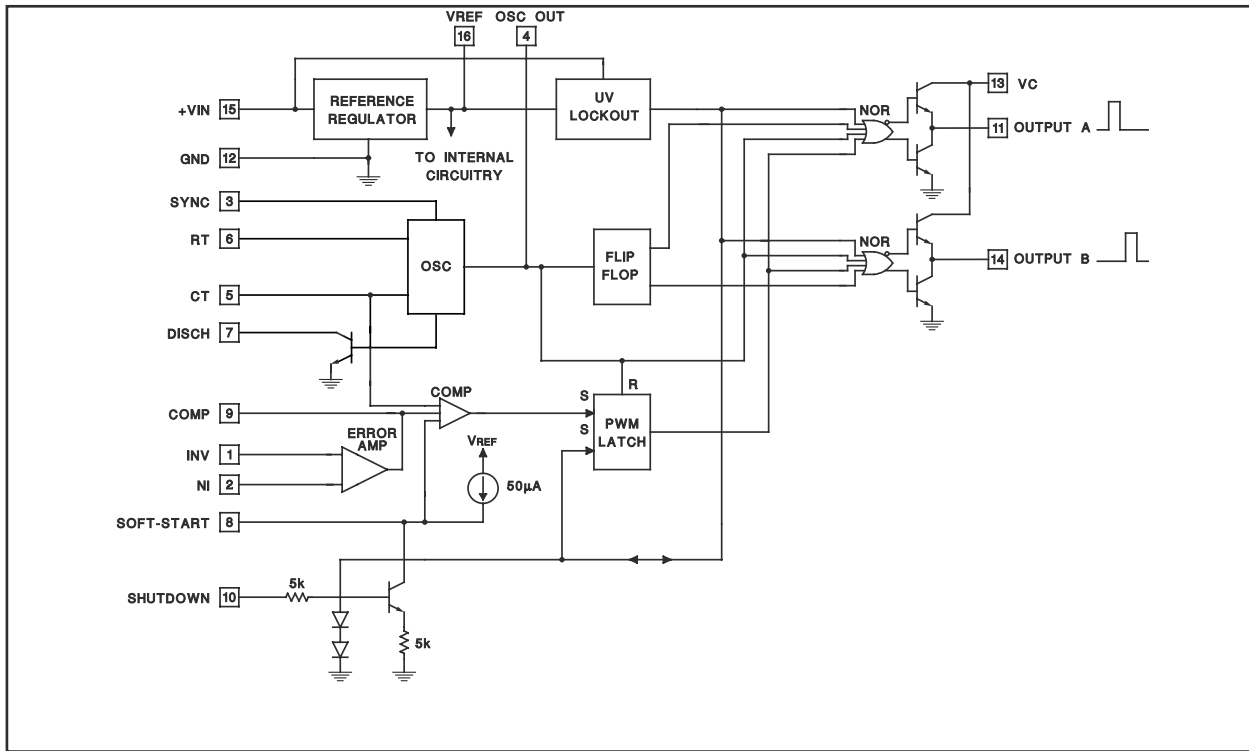 VREF OSC OUT
16 4
13 VC
+VIN 15
REFERENCE
REGULATOR
UV
LOCKOUT
NOR
11 OUTPUT A
GND 12
TO INTERNAL
CIRCUITRY
SYNC 3
RT 6
OSC
FLIP
FLOP
NOR
14 OUTPUT B
CT 5
DISCH 7
COMP
R
S
COMP 9
S
PWM
LATCH
ERROR
AMP
INV 1
VREF
NI 2
50µA
SOFT-START 8
5k
SHUTDOWN 10
5k